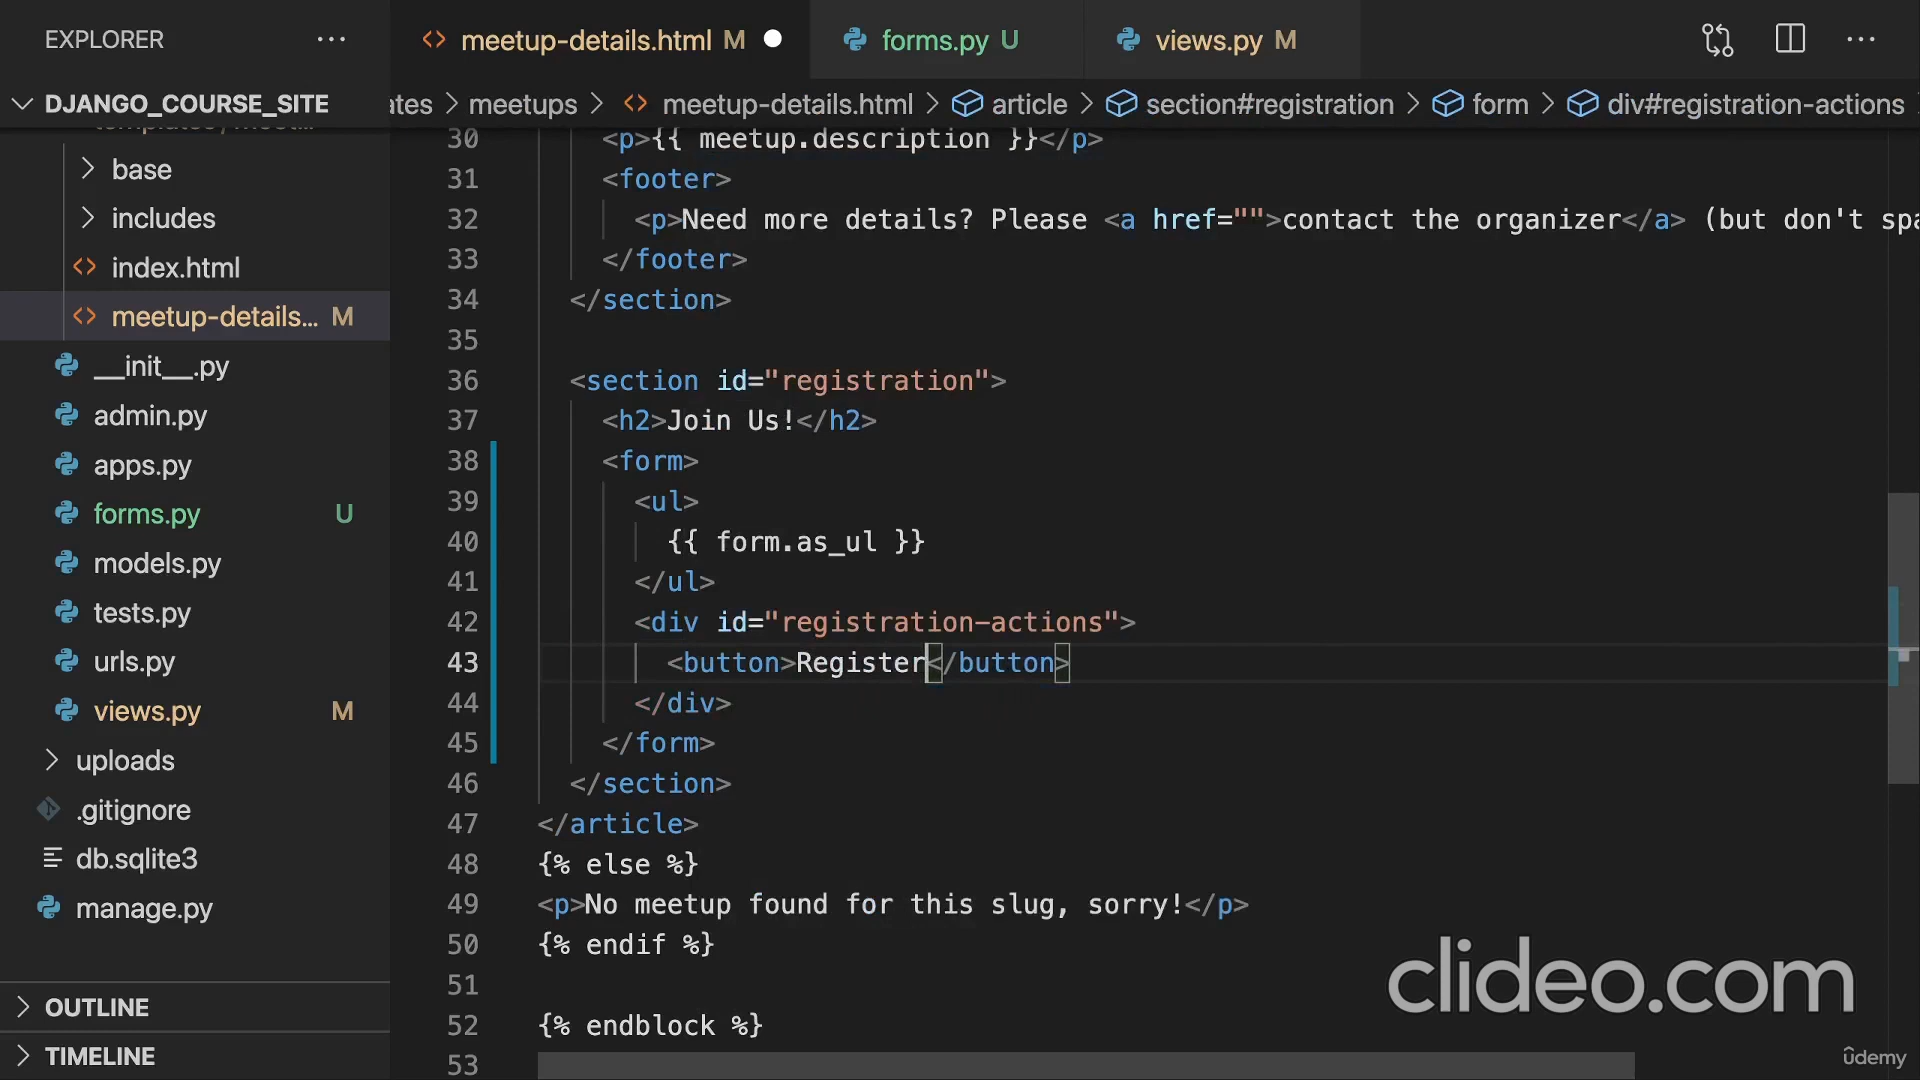 EXPLORER
DJANGO_COURSE_SITE
base
includes
index.html
meetup-details... M
__init__.py
admin.py
apps.py
forms.py U
models.py
tests.py
urls.py
views.py M
uploads
.gitignore
db.sqlite3
manage.py
OUTLINE
TIMELINE
meetup-details.html M forms.py U views.py M
ates > meetups > meetup-details.html > article > section#registration > form > div#registration-actions
30 <p>{{ meetup.description }}</p>
31 <footer>
32 <p>Need more details? Please <a href="">contact the organizer</a> (but don't spa
33 </footer>
34 </section>
35
36 <section id="registration">
37 <h2>Join Us!</h2>
38 <form>
39 <ul>
40 {{ form.as_ul }}
41 </ul>
42 <div id="registration-actions">
43 <button>Register</button>
44 </div>
45 </form>
46 </section>
47 </article>
48 {% else %}
49 <p>No meetup found for this slug, sorry!</p>
50 {% endif %}
51
52 {% endblock %}
53
clideo.com
ûdemy